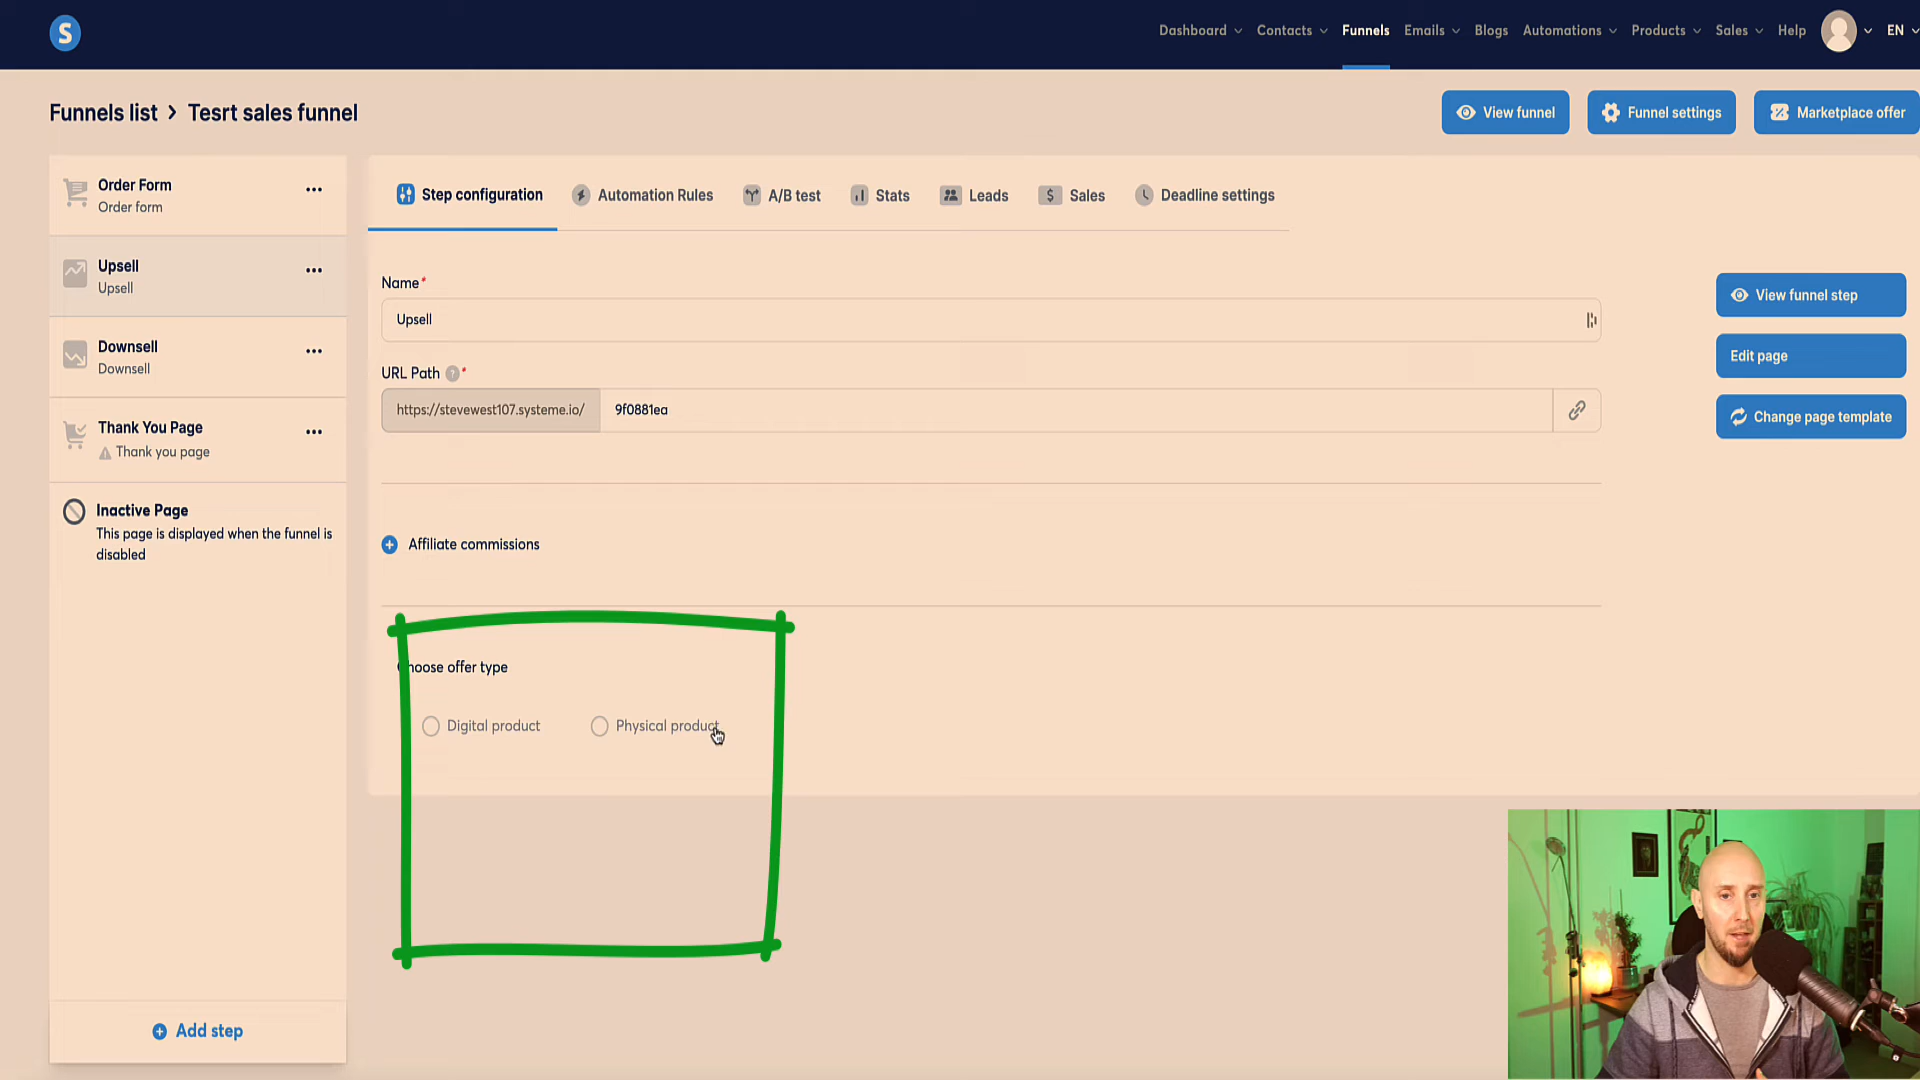 S
Dashboard Contacts Funnels Emails Blogs Automations Products Sales Help EN
Funnels list > Tesrt sales funnel
View funnel Funnel settings Marketplace offer
Order Form
Order form
Upsell
Upsell
Downsell
Downsell
Thank You Page
Thank you page
Inactive Page
This page is displayed when the funnel is
disabled
Add step
Step configuration Automation Rules A/B test Stats Leads Sales Deadline settings
Name*
Upsell
URL Path ? *
https://stevewest107.systeme.io/ 9f0881ea
Affiliate commissions
Choose offer type
Digital product Physical product
View funnel step
Edit page
Change page template